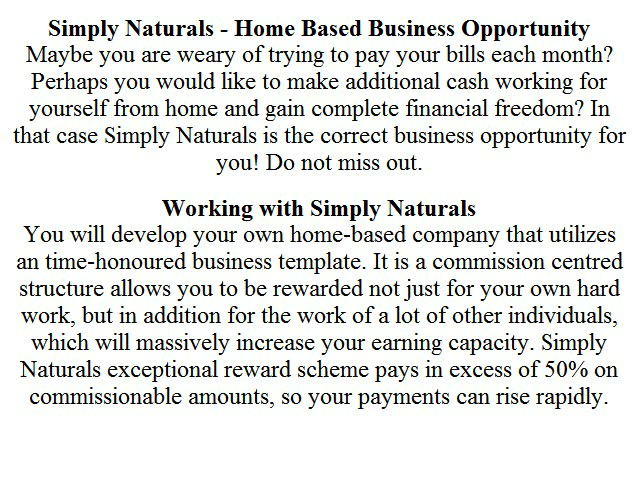 Simply Naturals - Home Based Business Opportunity
Maybe you are weary of trying to pay your bills each month?
Perhaps you would like to make additional cash working for
yourself from home and gain complete financial freedom? In
that case Simply Naturals is the correct business opportunity for
you! Do not miss out.
Working with Simply Naturals
You will develop your own home-based company that utilizes
an time-honoured business template. It is a commission centred
structure allows you to be rewarded not just for your own hard
work, but in addition for the work of a lot of other individuals,
which will massively increase your earning capacity. Simply
Naturals exceptional reward scheme pays in excess of 50% on
commissionable amounts, so your payments can rise rapidly.